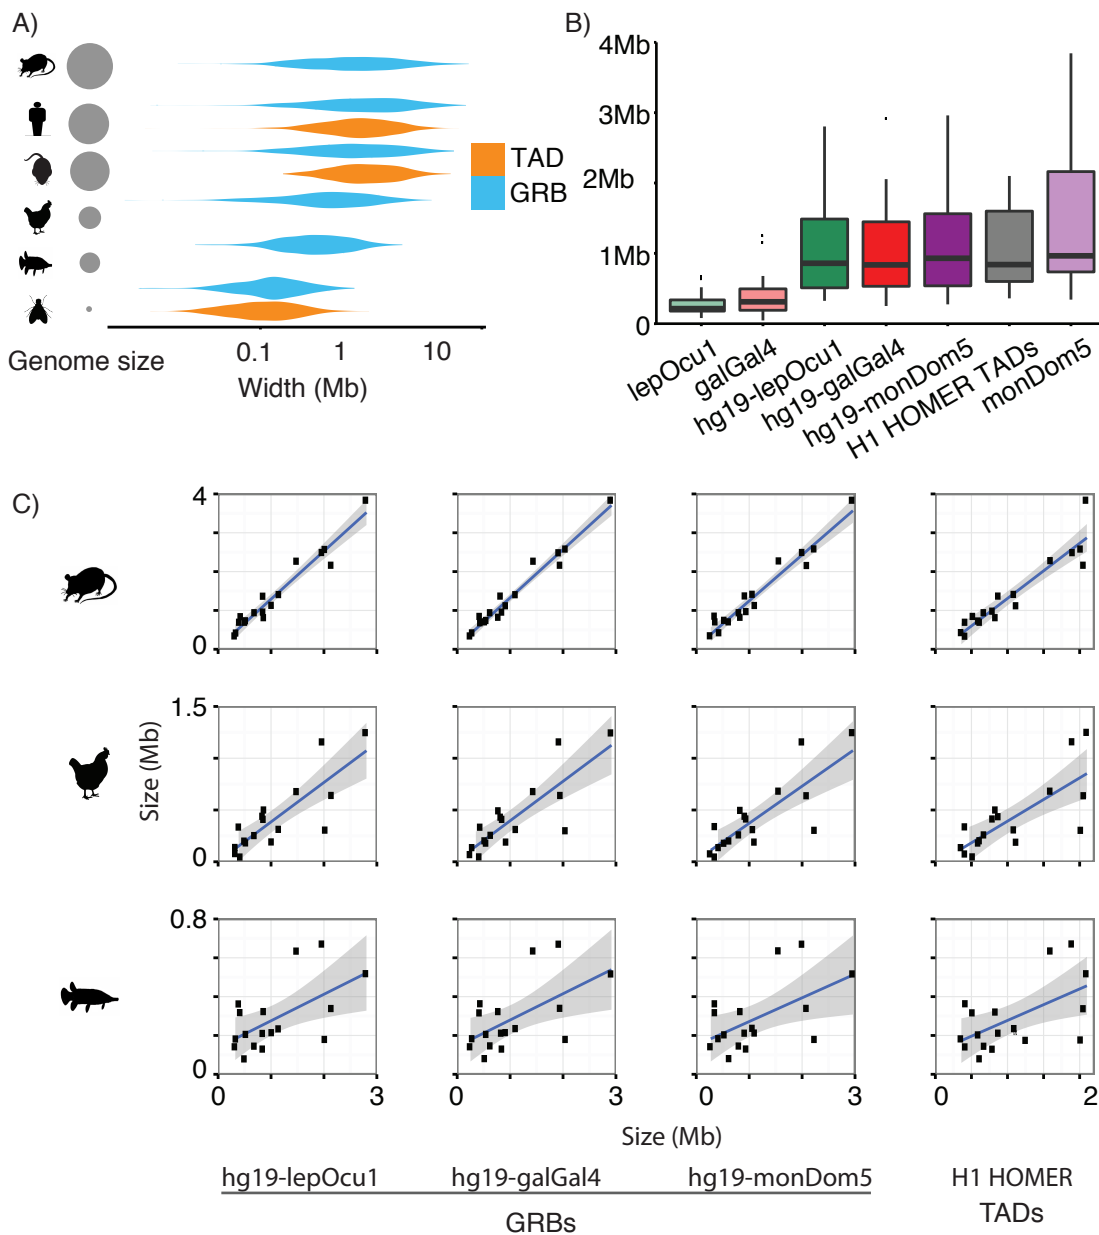 A)
TAD
GRB
0.1 1 10
Genome size
Width (Mb)
B)
4Mb
3Mb
2Mb
1Mb
0
lepOcu1
galGal4
hg19-lepOcu1
hg19-galGal4
hg19-monDom5
H1 HOMER TADs
monDom5
C)
4
0
1.5
0
0.8
0
Size (Mb)
0 3 0 3 0 3 0 2
Size (Mb)
hg19-lepOcu1 hg19-galGal4 hg19-monDom5 H1 HOMER
GRBs TADs